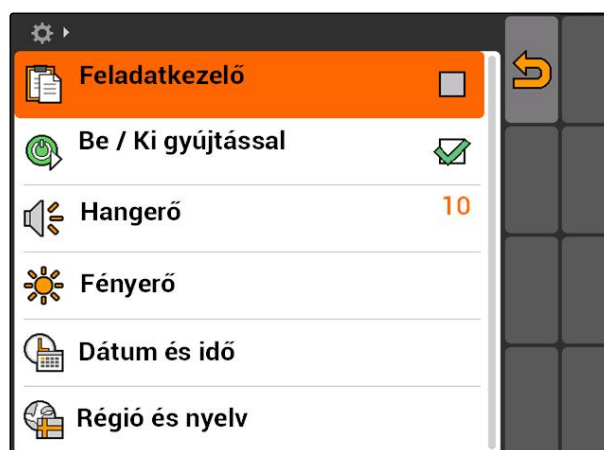 Feladatkezelő
Be / Ki gyújtással
Hangerő 10
Fényerő
Dátum és idő
Régió és nyelv